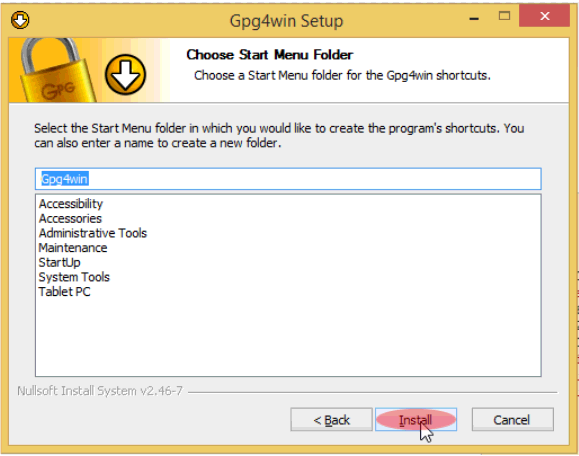 Gpg4win Setup
Choose Start Menu Folder
Choose a Start Menu folder for the Gpg4win shortcuts.
GPG
Select the Start Menu folder in which you would like to create the program's shortcuts. You
can also enter a name to create a new folder.
Gpg4win
Accessibility
Accessories
Administrative Tools
Maintenance
StartUp
System Tools
Tablet PC
Nullsoft Install System v2.46-7
< Back
Install
Cancel